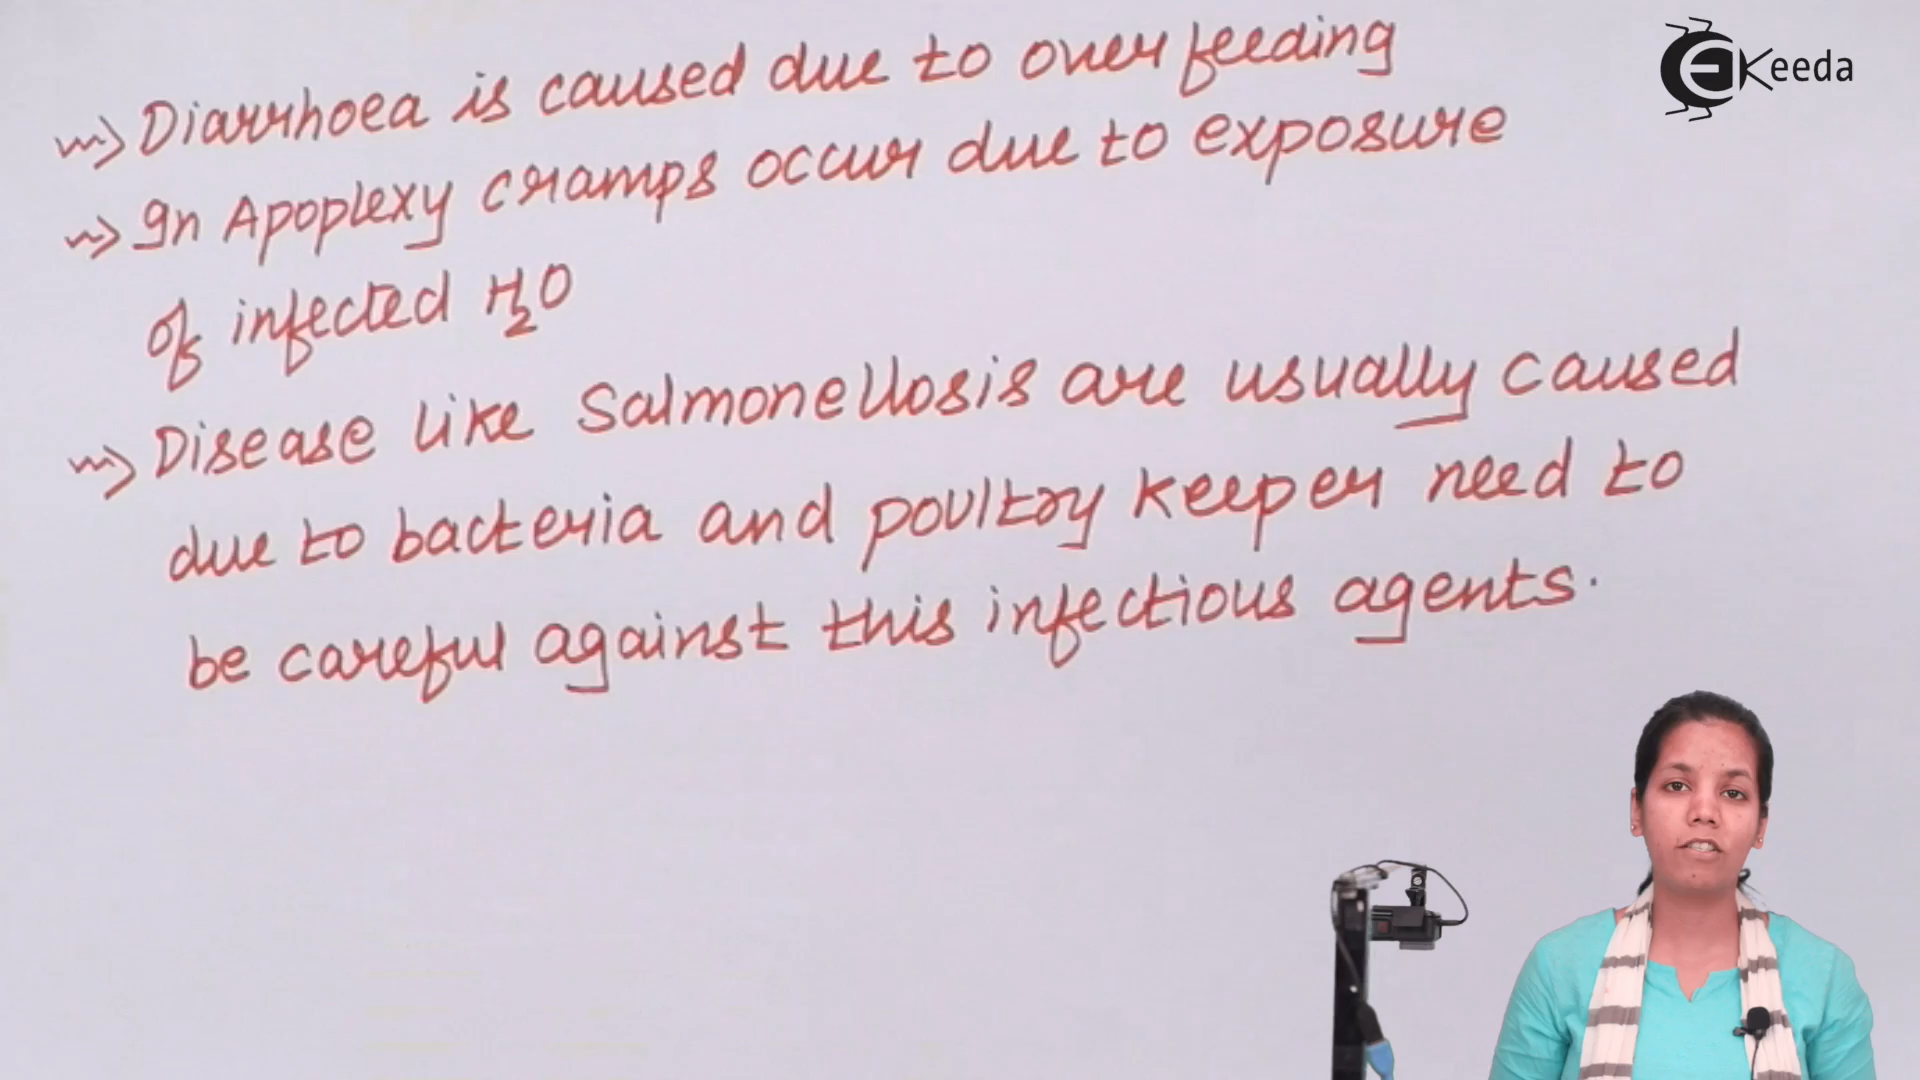 EKeeda
Diarrhoea is caused due to over feeding
In Apoplexy cramps occur due to exposure
of infected H₂O
Disease like Salmonellosis are usually caused
due to bacteria and poultry keeper need to
be careful against this infectious agents.